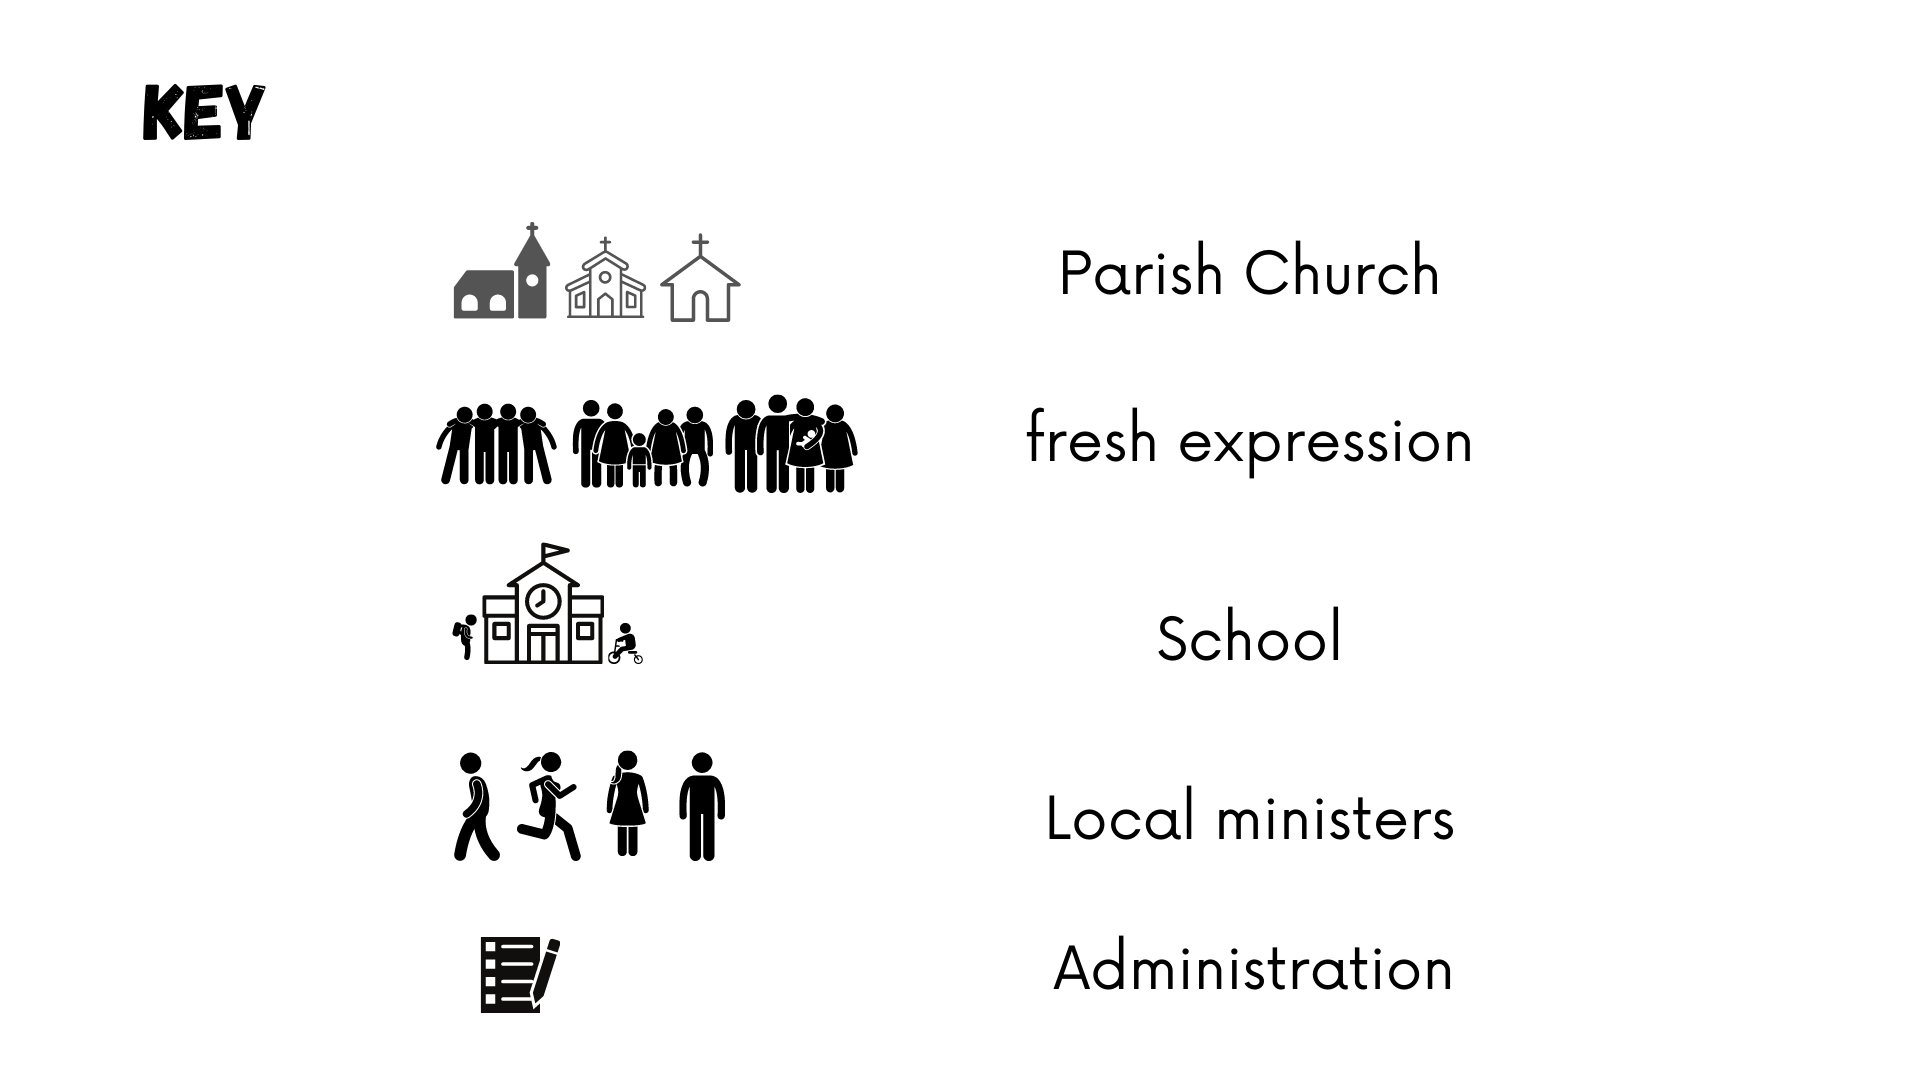 KEY
Parish Church
fresh expression
School
Local ministers
Administration